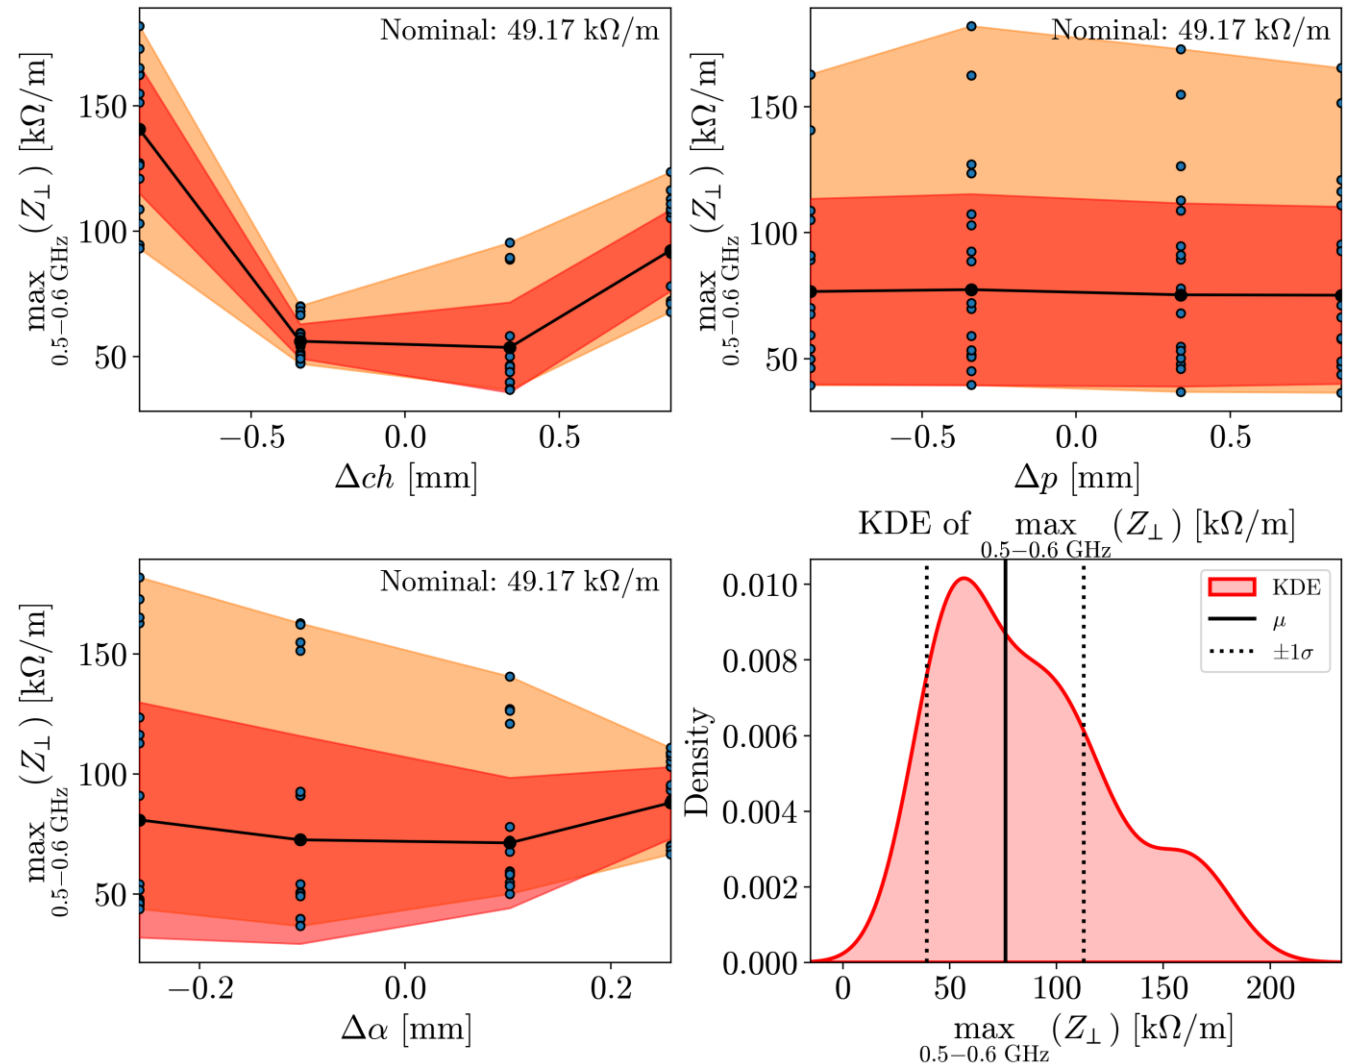 Nominal: 49.17 kΩ/m
max (Z⊥) [kΩ/m]
0.5−0.6 GHz
150
100
50
−0.5
0.0
0.5
Δch [mm]
Nominal: 49.17 kΩ/m
max (Z⊥) [kΩ/m]
0.5−0.6 GHz
150
100
50
−0.5
0.0
0.5
Δp [mm]
Nominal: 49.17 kΩ/m
max (Z⊥) [kΩ/m]
0.5−0.6 GHz
150
100
50
−0.2
0.0
0.2
Δα [mm]
KDE of max (Z⊥) [kΩ/m]
0.5−0.6 GHz
KDE
μ
±1σ
Density
0.010
0.008
0.006
0.004
0.002
0.000
0
50
100
150
200
max (Z⊥) [kΩ/m]
0.5−0.6 GHz